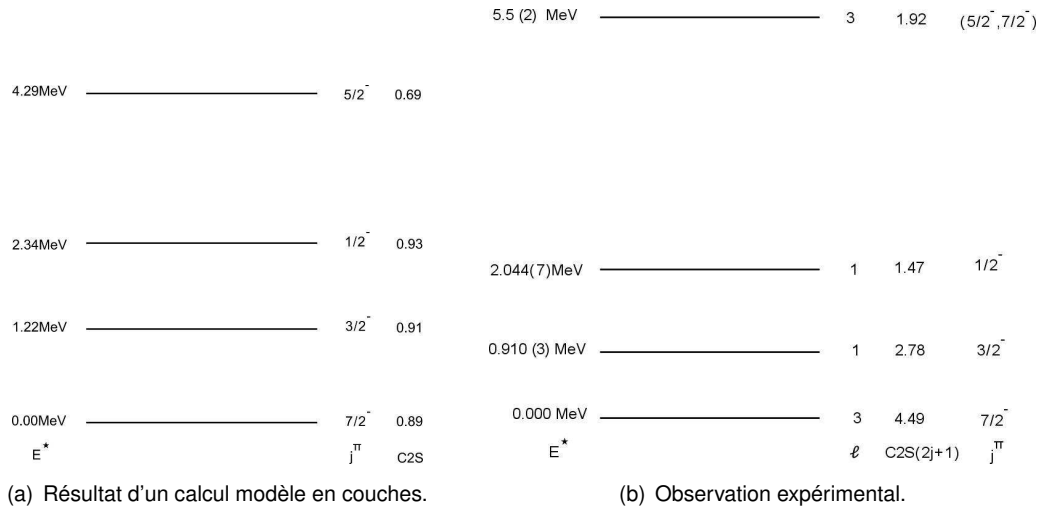 4.29MeV 5/2⁻ 0.69
2.34MeV 1/2⁻ 0.93
1.22MeV 3/2⁻ 0.91
0.00MeV 7/2⁻ 0.89
E* jπ C2S
(a) Résultat d'un calcul modèle en couches.
5.5 (2) MeV 3 1.92 (5/2⁻,7/2⁻)
2.044(7)MeV 1 1.47 1/2⁻
0.910 (3) MeV 1 2.78 3/2⁻
0.000 MeV 3 4.49 7/2⁻
E* ℓ C2S(2j+1) jπ
(b) Observation expérimental.